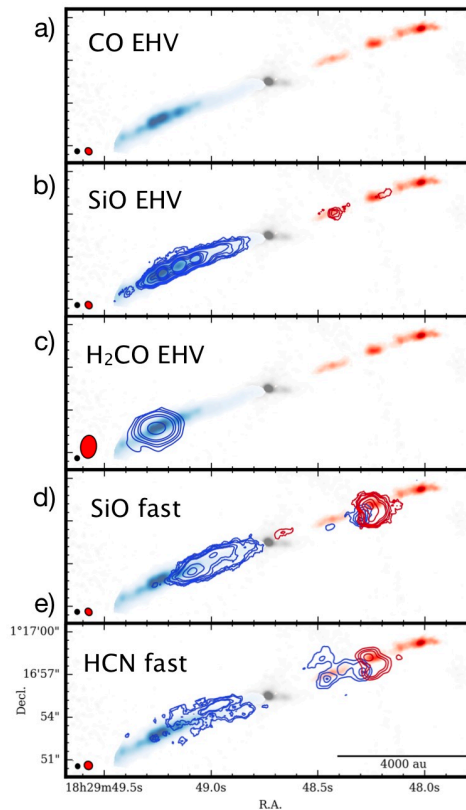 a)
CO EHV
b)
SiO EHV
c)
H₂CO EHV
d)
SiO fast
e)
HCN fast
1°17'00"
16'57"
54"
51"
Decl.
4000 au
18h29m49.5s 49.0s 48.5s 48.0s
R.A.